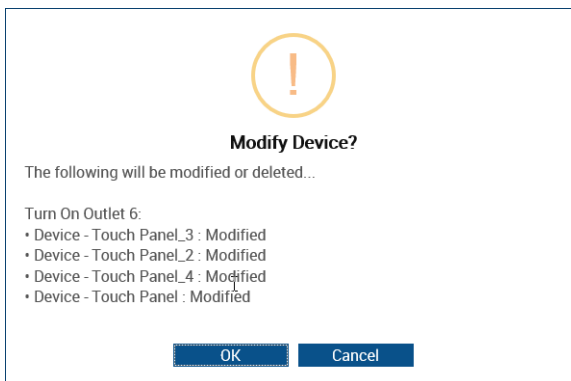 !
Modify Device?
The following will be modified or deleted...
Turn On Outlet 6:
• Device - Touch Panel_3 : Modified
• Device - Touch Panel_2 : Modified
• Device - Touch Panel_4 : Modified
• Device - Touch Panel : Modified
OK Cancel